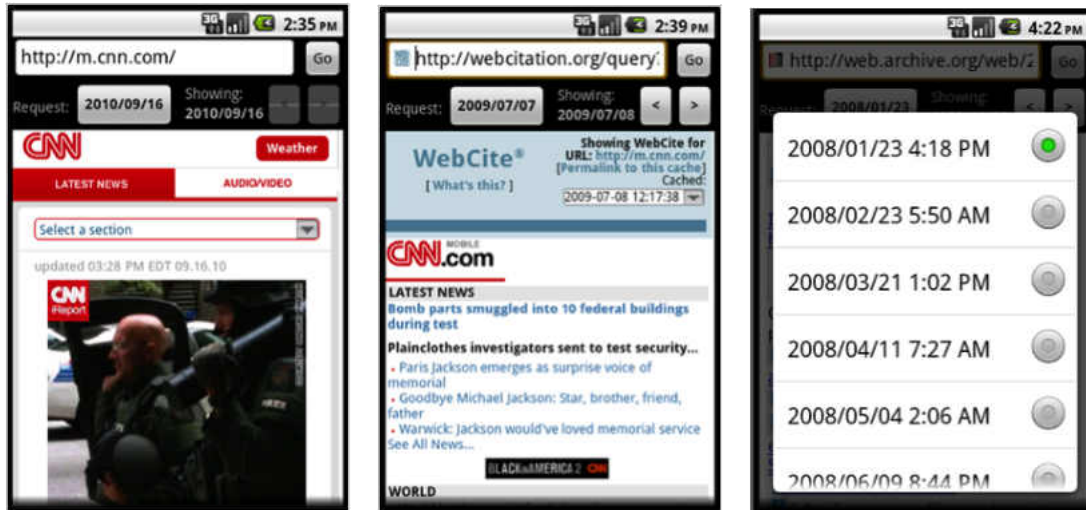 3G 2:35 PM
http://m.cnn.com/ Go
Request: 2010/09/16 Showing: 2010/09/16 < >
CNN Weather
LATEST NEWS AUDIO/VIDEO
Select a section
updated 03:28 PM EDT 09.16.10
CNN
iReport
3G 2:39 PM
http://webcitation.org/query? Go
Request: 2009/07/07 Showing: 2009/07/08 < >
WebCite®
[ What's this? ]
Showing WebCite for
URL: http://m.cnn.com/
[Permalink to this cache]
Cached:
2009-07-08 12:17:38
CNN MOBILE .com
LATEST NEWS
Bomb parts smuggled into 10 federal buildings
during test
Plainclothes investigators sent to test security...
• Paris Jackson emerges as surprise voice of
memorial
• Goodbye Michael Jackson: Star, brother, friend,
father
• Warwick: Jackson would've loved memorial service
See All News...
BLACK IN AMERICA 2 CNN
WORLD
3G 4:22 PM
http://web.archive.org/web/2 Go
Request: 2008/01/23 Showing: < >
2008/01/23 4:18 PM
2008/02/23 5:50 AM
2008/03/21 1:02 PM
2008/04/11 7:27 AM
2008/05/04 2:06 AM
2008/06/09 8:44 PM